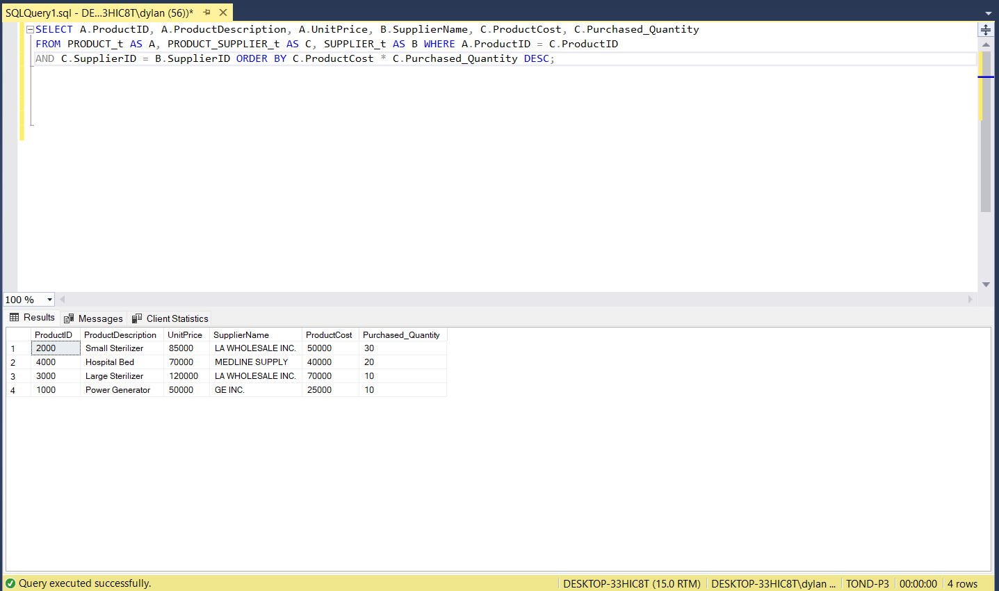 SQLQuery1.sql - DE...3HIC8T\dylan (56))*
SELECT A.ProductID, A.ProductDescription, A.UnitPrice, B.SupplierName, C.ProductCost, C.Purchased_Quantity
FROM PRODUCT_t AS A, PRODUCT_SUPPLIER_t AS C, SUPPLIER_t AS B WHERE A.ProductID = C.ProductID
AND C.SupplierID = B.SupplierID ORDER BY C.ProductCost * C.Purchased_Quantity DESC;
100 %
Results Messages Client Statistics
ProductID ProductDescription UnitPrice SupplierName ProductCost Purchased_Quantity
1 2000 Small Sterilizer 85000 LA WHOLESALE INC. 50000 30
2 4000 Hospital Bed 70000 MEDLINE SUPPLY 40000 20
3 3000 Large Sterilizer 120000 LA WHOLESALE INC. 70000 10
4 1000 Power Generator 50000 GE INC. 25000 10
Query executed successfully. DESKTOP-33HIC8T (15.0 RTM) DESKTOP-33HIC8T\dylan ... TOND-P3 00:00:00 4 rows